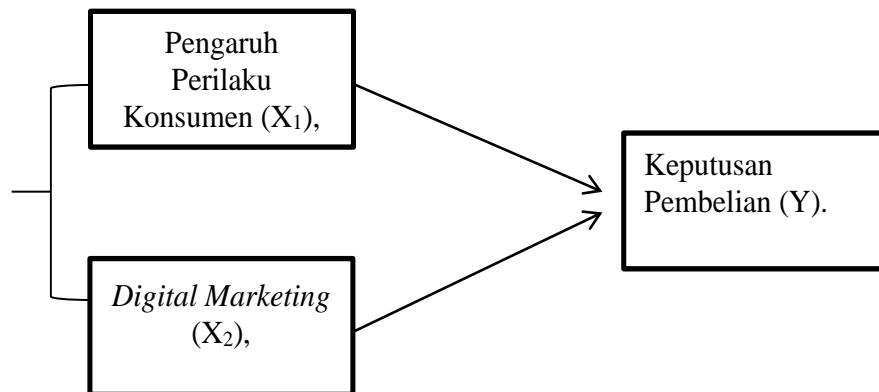 Pengaruh
Perilaku
Konsumen (X₁),
Keputusan
Pembelian (Y).
Digital Marketing
(X₂),